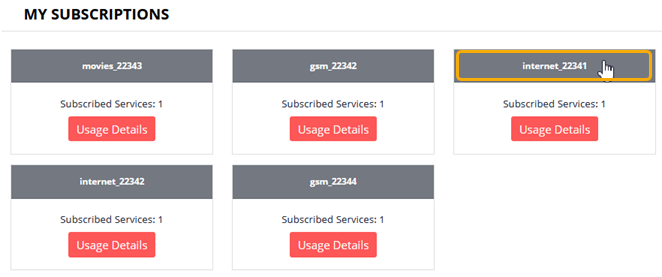 MY SUBSCRIPTIONS
movies_22343
Subscribed Services: 1
Usage Details
gsm_22342
Subscribed Services: 1
Usage Details
internet_22341
Subscribed Services: 1
Usage Details
internet_22342
Subscribed Services: 1
Usage Details
gsm_22344
Subscribed Services: 1
Usage Details